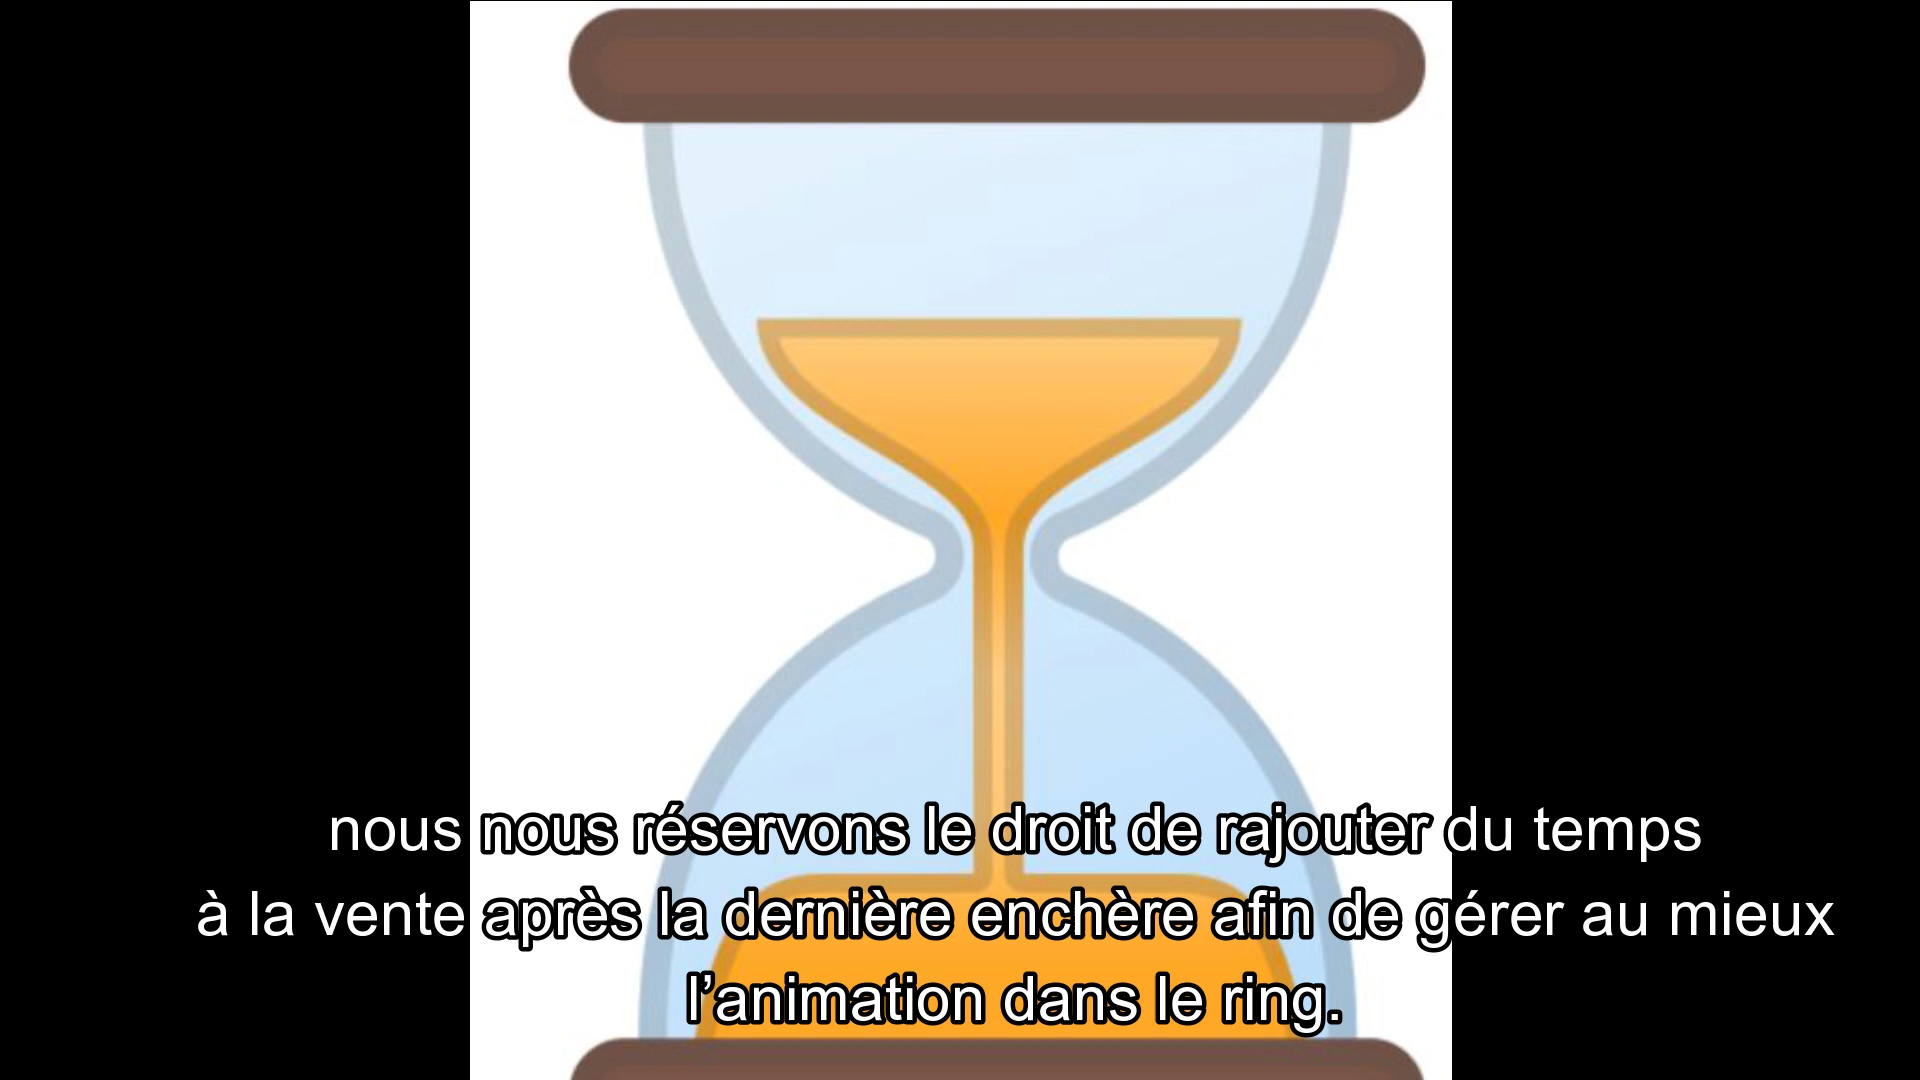 nous nous réservons le droit de rajouter du temps
à la vente après la dernière enchère afin de gérer au mieux
l’animation dans le ring.